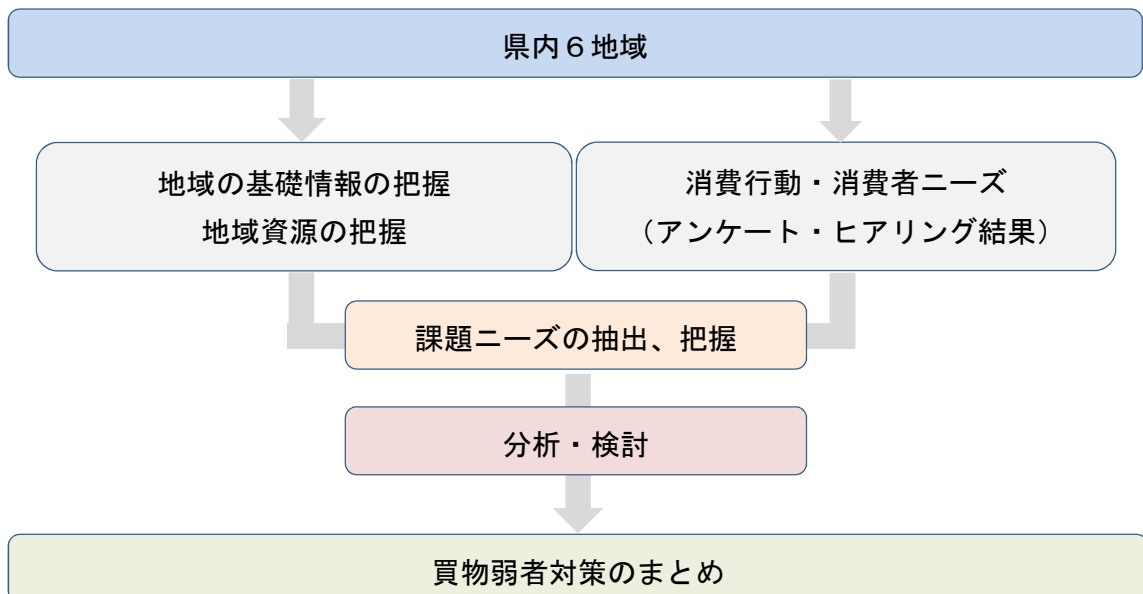 県内６地域
地域の基礎情報の把握
地域資源の把握
消費行動・消費者ニーズ
（アンケート・ヒアリング結果）
課題ニーズの抽出、把握
分析・検討
買物弱者対策のまとめ